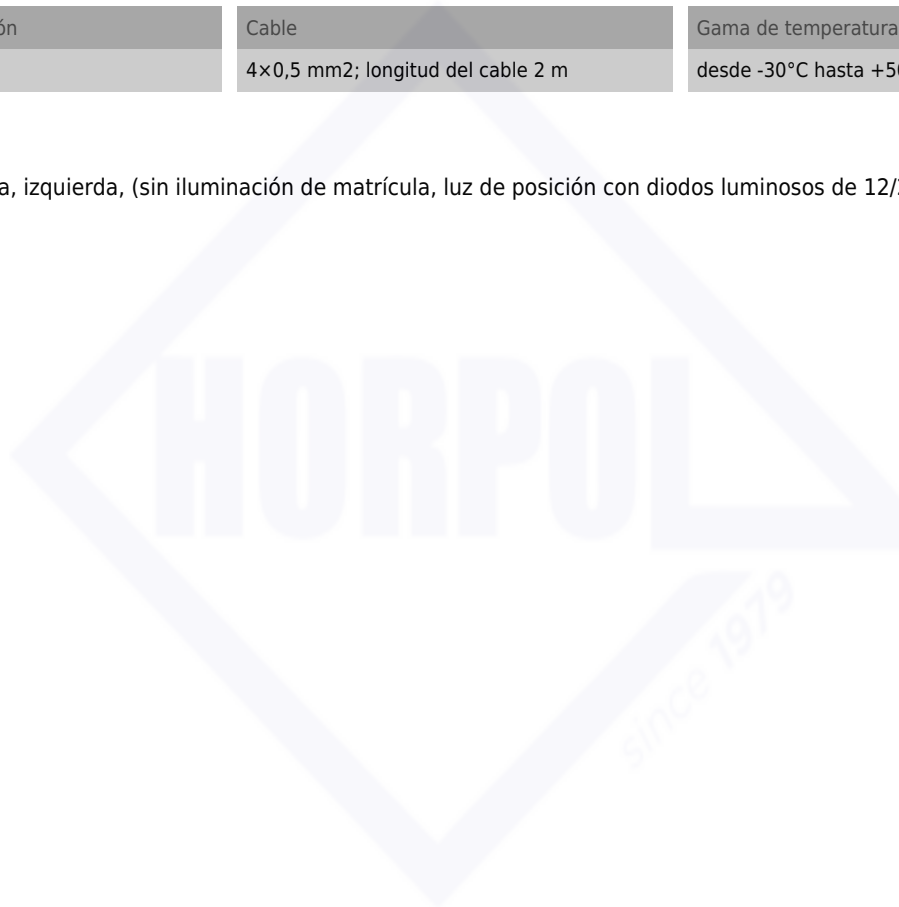 ón Cable Gama de temperatura
4×0,5 mm2; longitud del cable 2 m desde -30°C hasta +5
a, izquierda, (sin iluminación de matrícula, luz de posición con diodos luminosos de 12/
HORPOL
since 1979